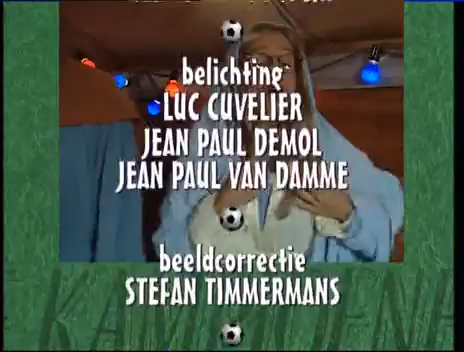 belichting
LUC CUVELIER
JEAN PAUL DEMOL
JEAN PAUL VAN DAMME
beeldcorrectie
STEFAN TIMMERMANS